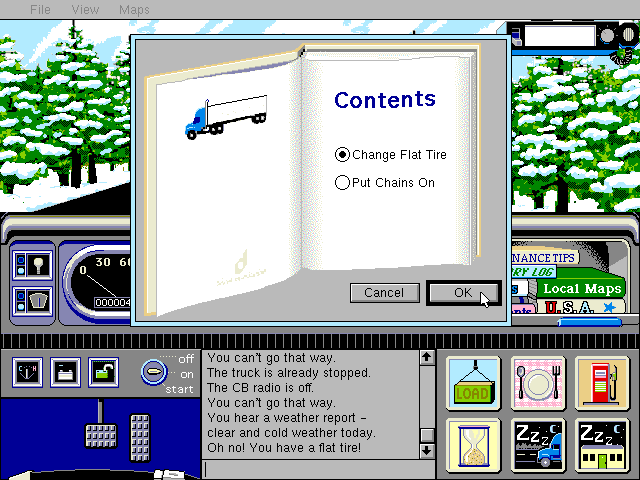 File View Maps
Contents
Change Flat Tire
Put Chains On
Cancel OK
0 30 60
00004
NANCE TIPS
RY LOG
Local Maps
U.S.A.
off
on
start
You can't go that way.
The truck is already stopped.
The CB radio is off.
You can't go that way.
You hear a weather report -
clear and cold weather today.
Oh no! You have a flat tire!
C H
LOAD
ZZZ
ZZZ